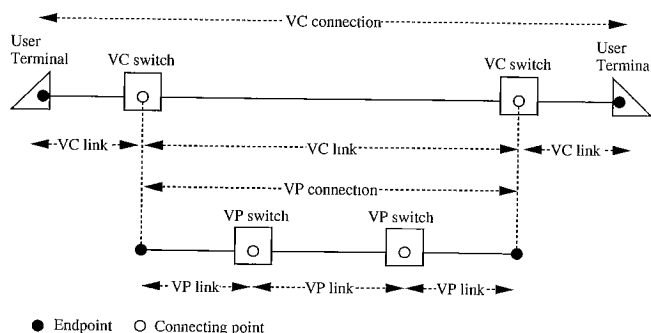 VC connection
User
Terminal
VC switch
VC switch
User
Termina
VC link
VC link
VC link
VP connection
VP switch
VP switch
VP link
VP link
VP link
Endpoint
Connecting point